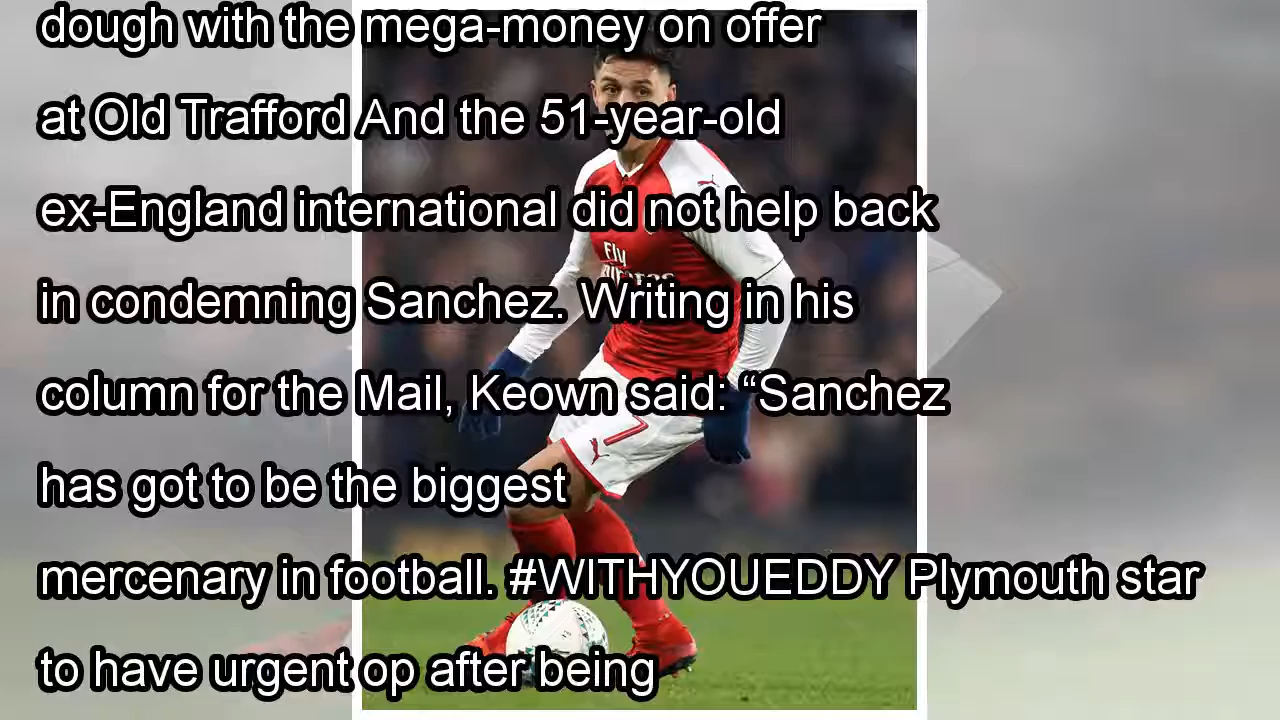 dough with the mega-money on offer
at Old Trafford And the 51-year-old
ex-England international did not help back
in condemning Sanchez. Writing in his
column for the Mail, Keown said: “Sanchez
has got to be the biggest
mercenary in football. #WITHYOUEDDY Plymouth star
to have urgent op after being
Fly
7